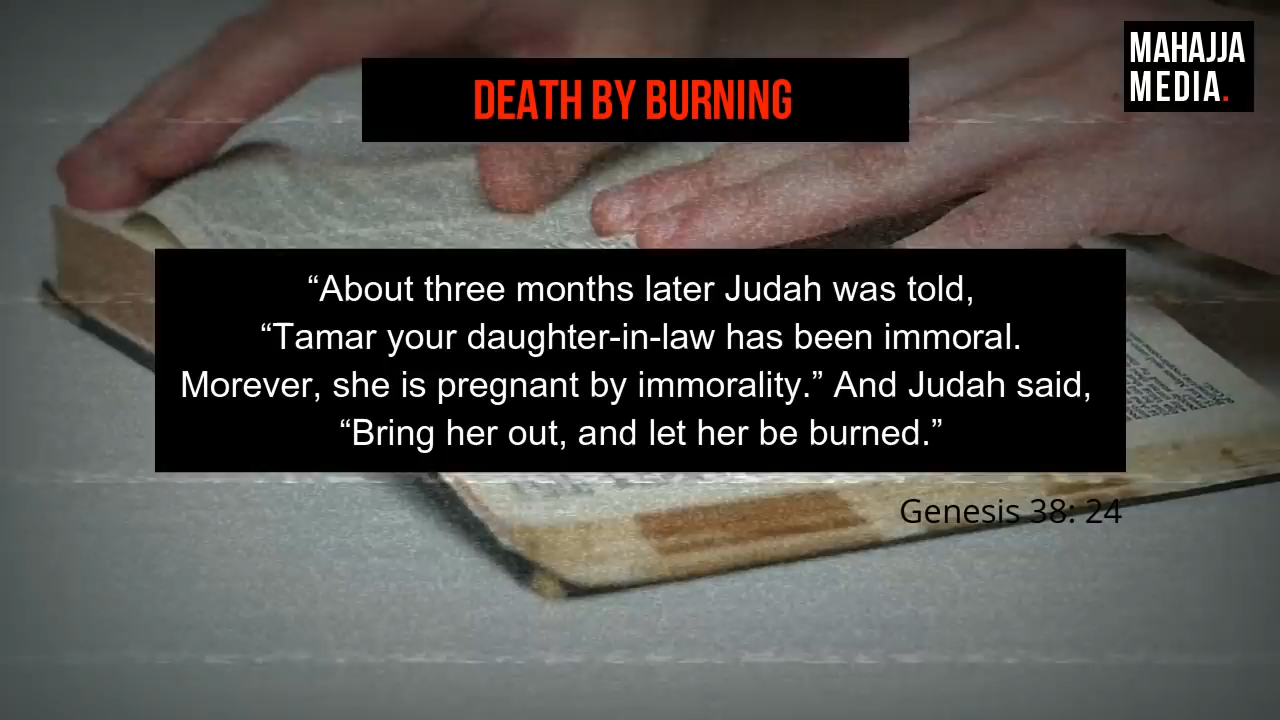 MAHAJJA
MEDIA.
DEATH BY BURNING
“About three months later Judah was told,
“Tamar your daughter-in-law has been immoral.
Morever, she is pregnant by immorality.” And Judah said,
“Bring her out, and let her be burned.”
Genesis 38: 24